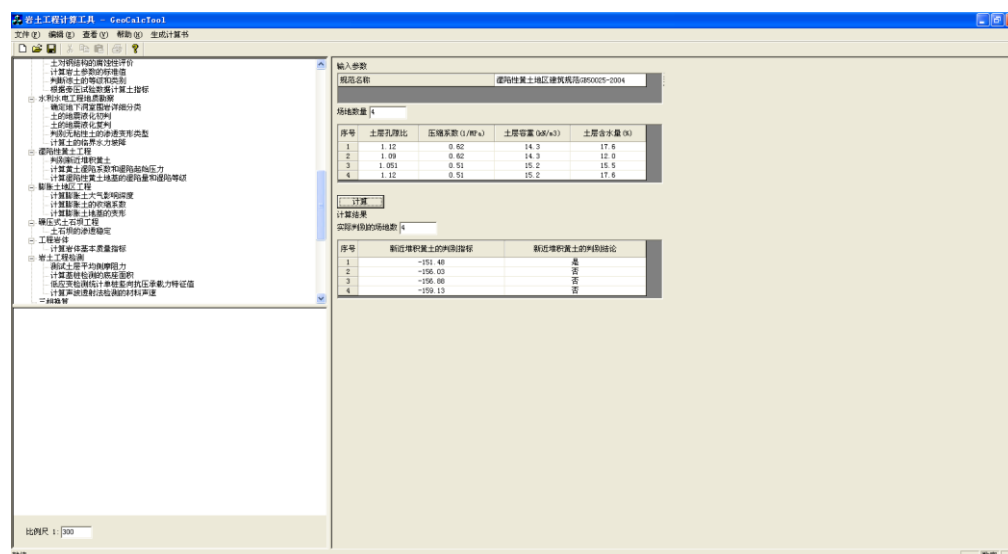 岩土工程计算工具 - GeoCalcTool
文件(F) 编辑(E) 查看(V) 帮助(H) 生成计算书
土对钢结构的腐蚀性评价
计算岩土参数的标准值
判断冻土的等级和类别
根据旁压试验数据计算土指标
水利水电工程地质勘察
确定地下洞室围岩详细分类
土的地震液化初判
土的地震液化复判
判别无粘性土的渗透变形类型
计算土的临界水力坡降
湿陷性黄土工程
判别新近堆积黄土
计算黄土湿陷系数和湿陷起始压力
计算湿陷性黄土地基的湿陷量和湿陷等级
膨胀土地区工程
计算膨胀土大气影响深度
计算膨胀土的收缩系数
计算膨胀土地基的变形
碾压式土石坝工程
土石坝的渗透稳定
工程岩体
计算岩体基本质量指标
岩土工程检测
测试土层平均侧摩阻力
计算基桩检测的底座面积
低应变检测统计单桩竖向抗压承载力特征值
计算声波透射法检测的材料声速
三相换算
比例尺 1: 300
输入参数
规范名称 湿陷性黄土地区建筑规范GB50025-2004
场地数量 4
序号 土层孔隙比 压缩系数(1/MPa) 土层容重(kN/m3) 土层含水量(%)
1 1.12 0.62 14.3 17.6
2 1.09 0.62 14.3 12.0
3 1.051 0.51 15.2 15.5
4 1.12 0.51 15.2 17.6
计算
计算结果
实际判别的场地数 4
序号 新近堆积黄土的判别指标 新近堆积黄土的判别结论
1 -151.48 是
2 -156.03 否
3 -156.88 否
4 -159.13 否